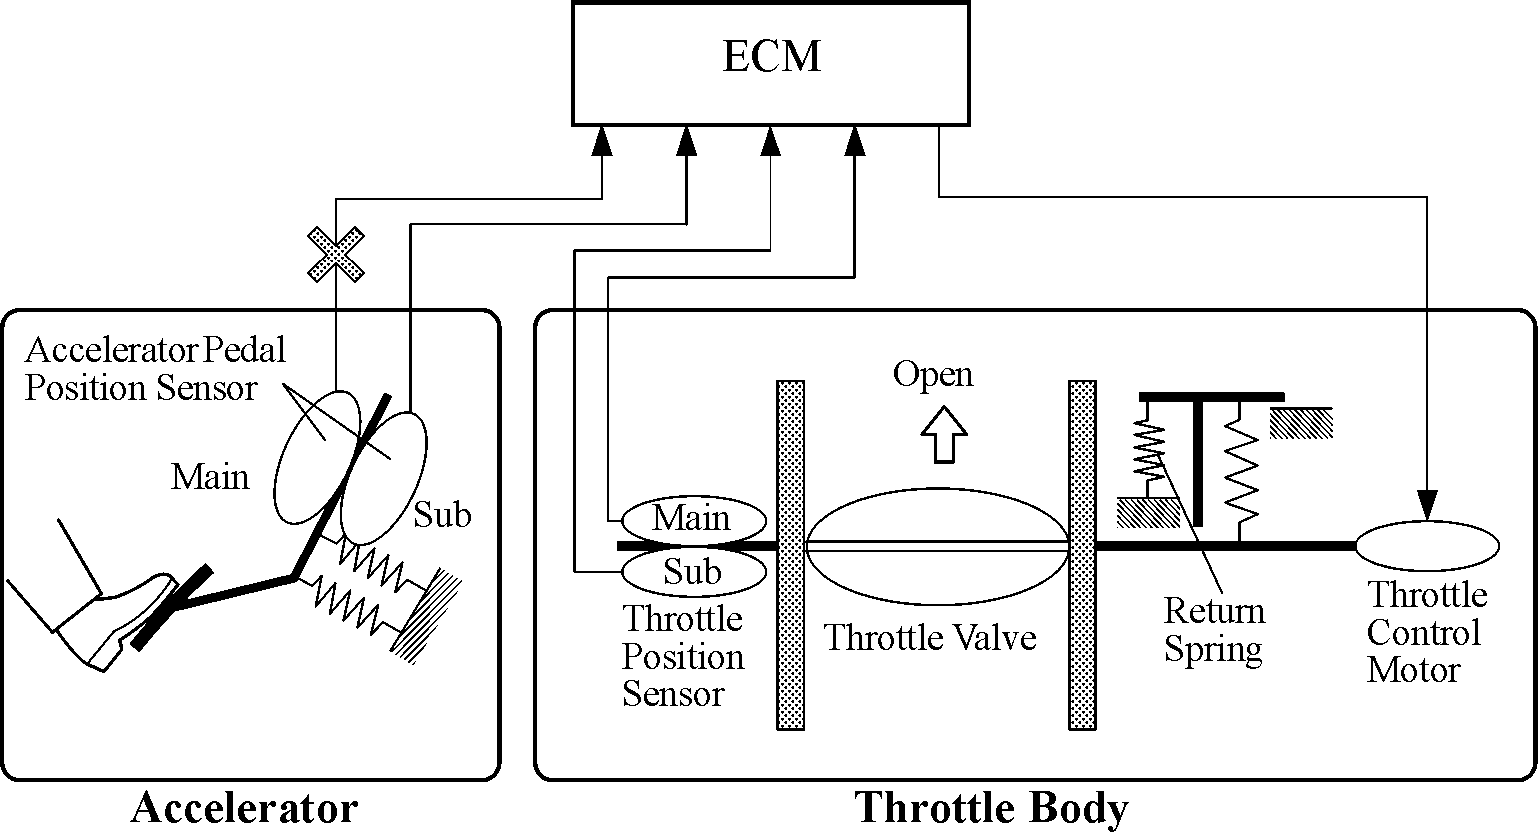 ECM
Accelerator Pedal
Position Sensor
Main
Sub
Open
Main
Sub
Throttle
Position
Sensor
Throttle Valve
Return
Spring
Throttle
Control
Motor
Accelerator
Throttle Body